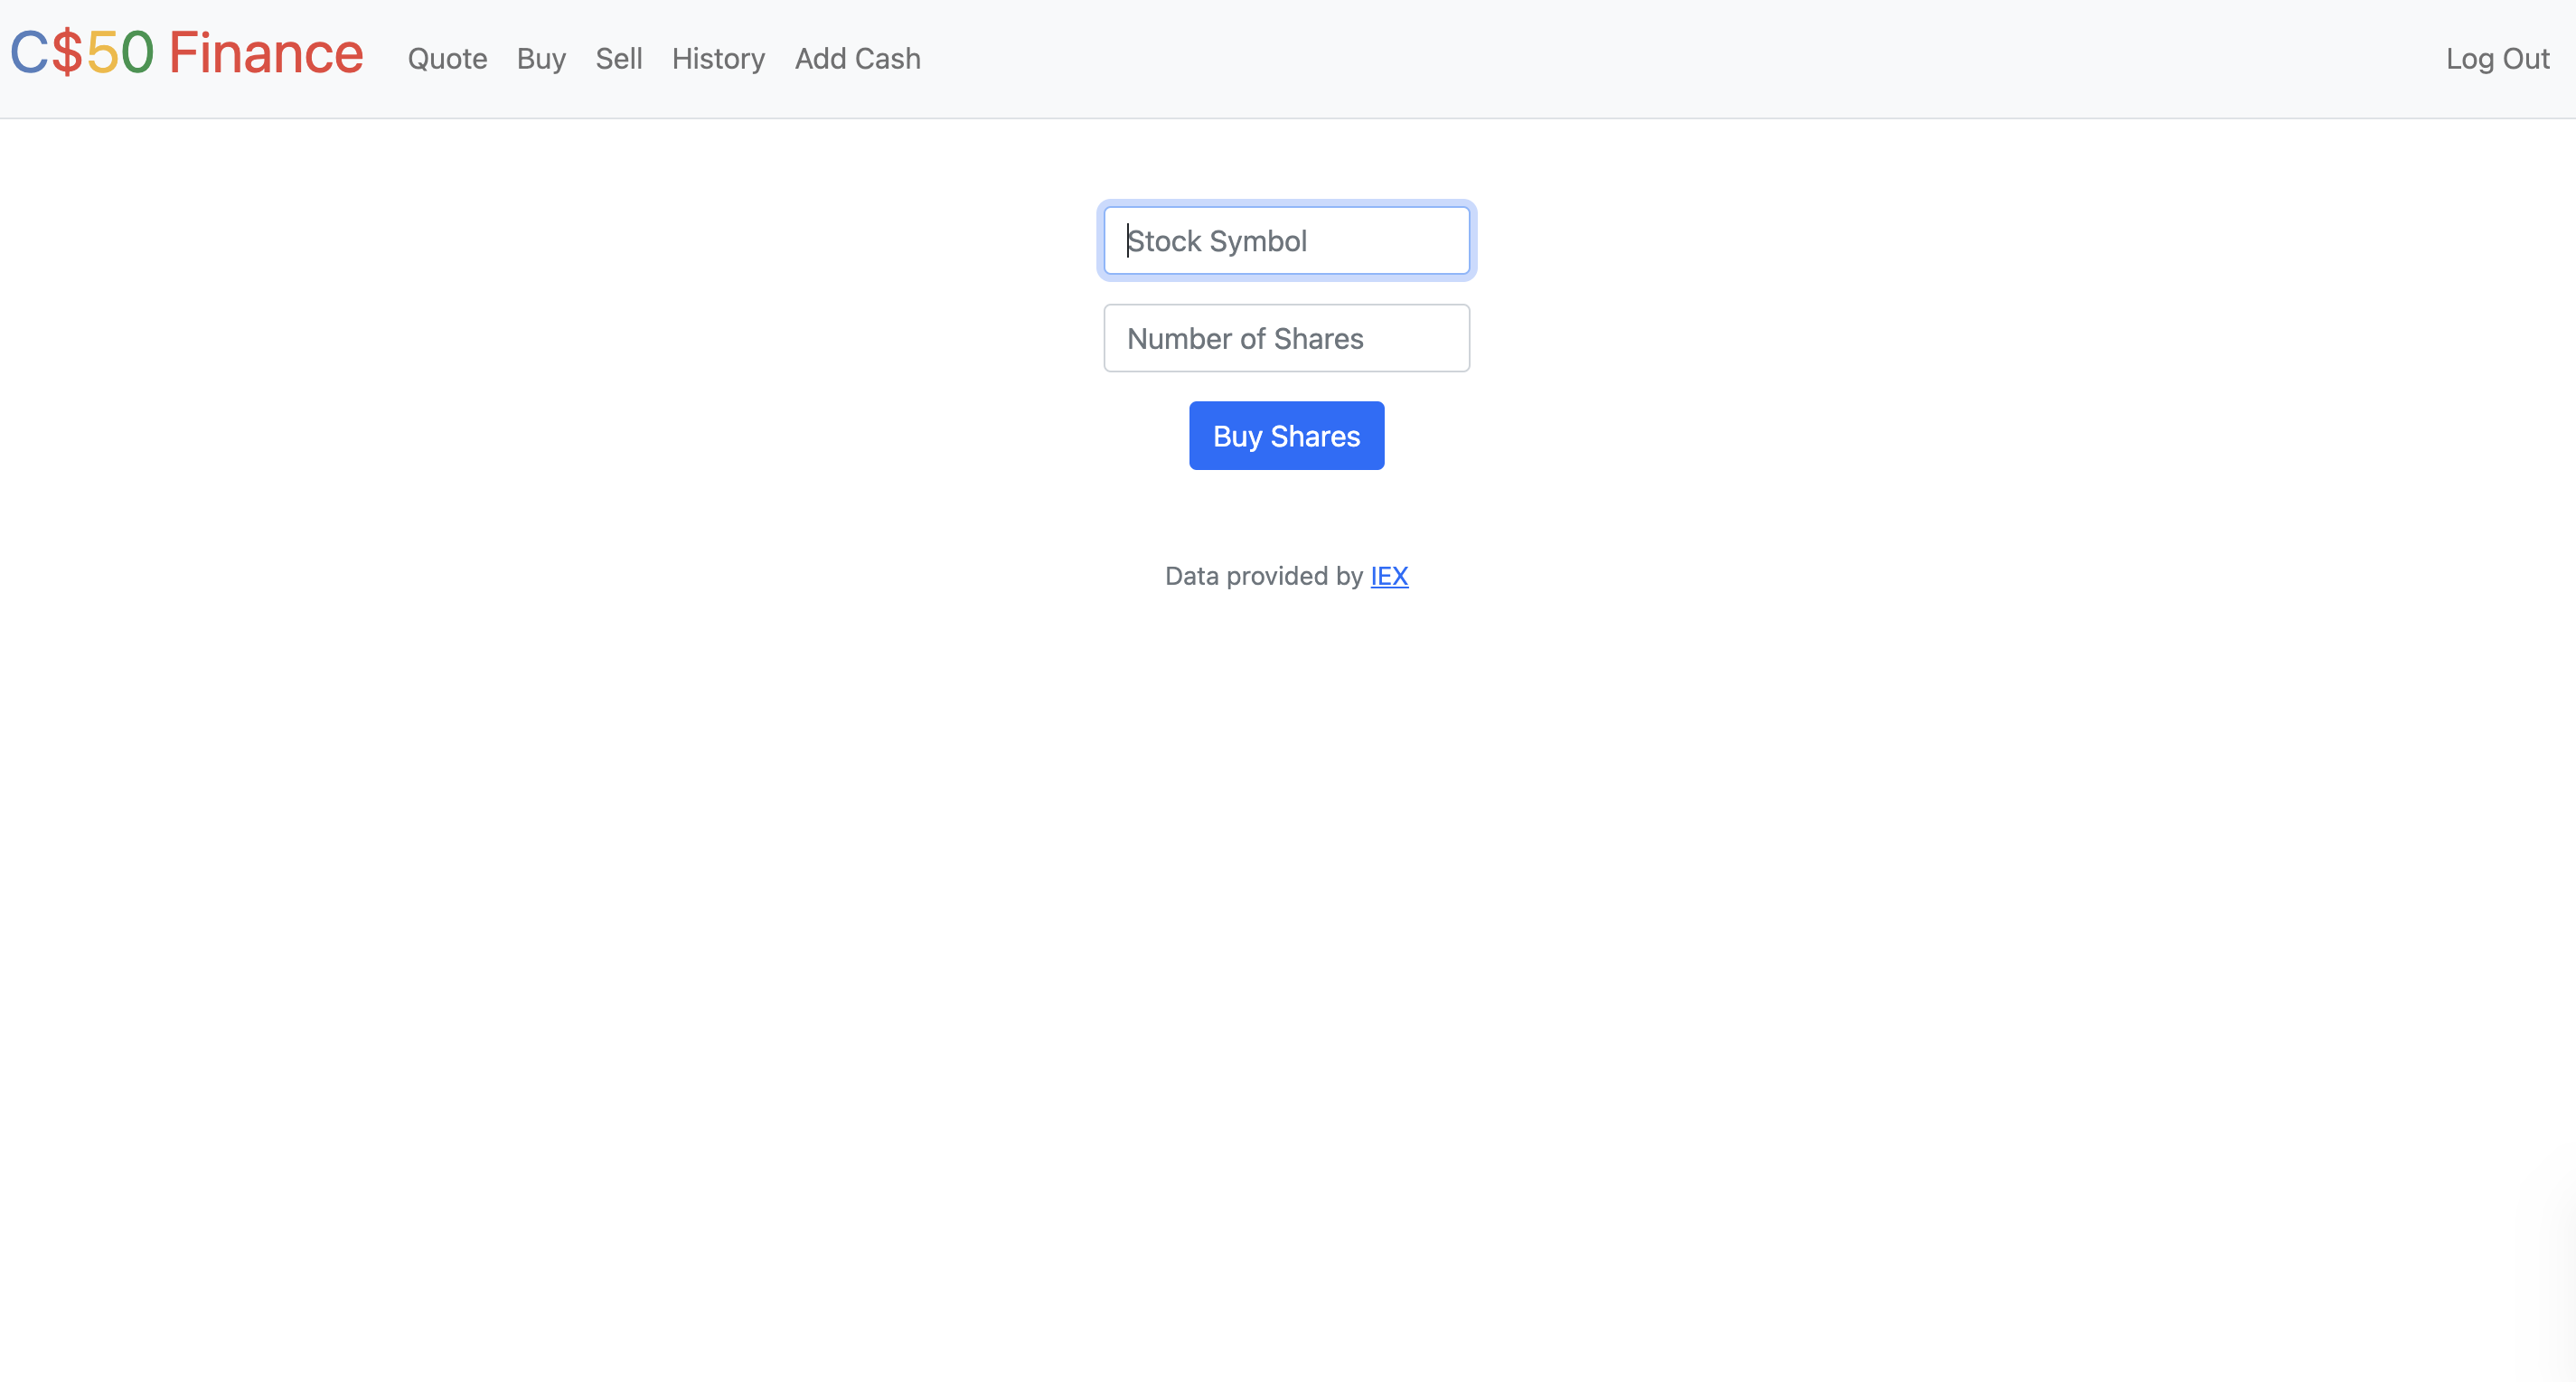 C$50 Finance Quote Buy Sell History Add Cash Log Out
Stock Symbol
Number of Shares
Buy Shares
Data provided by IEX